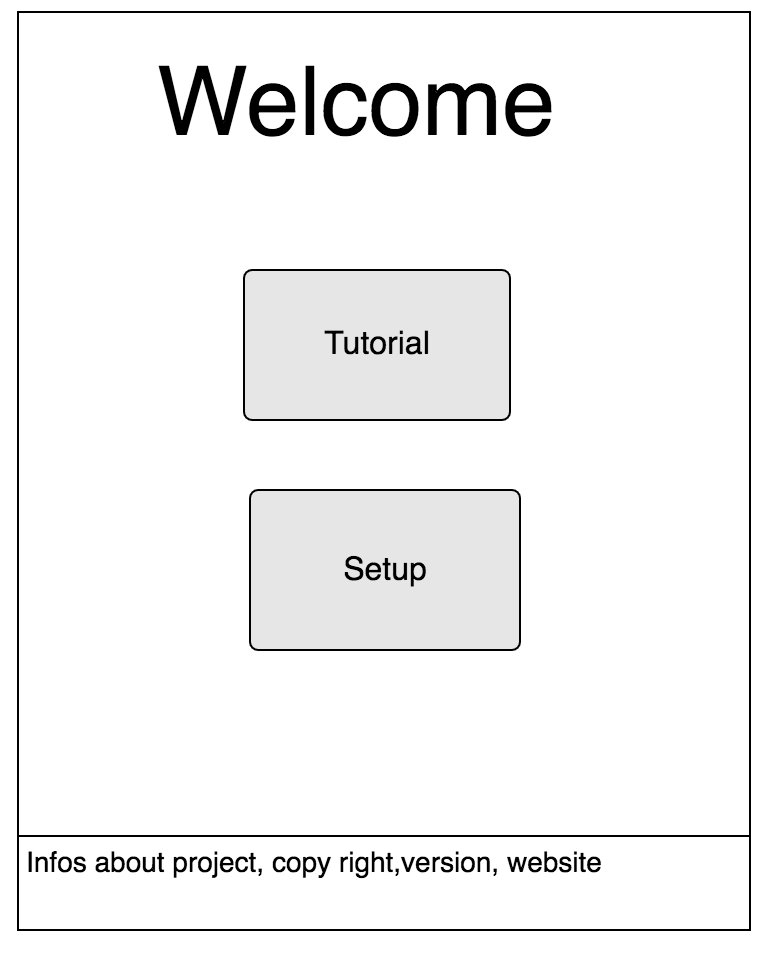 Welcome
Tutorial
Setup
Infos about project, copy right,version, website